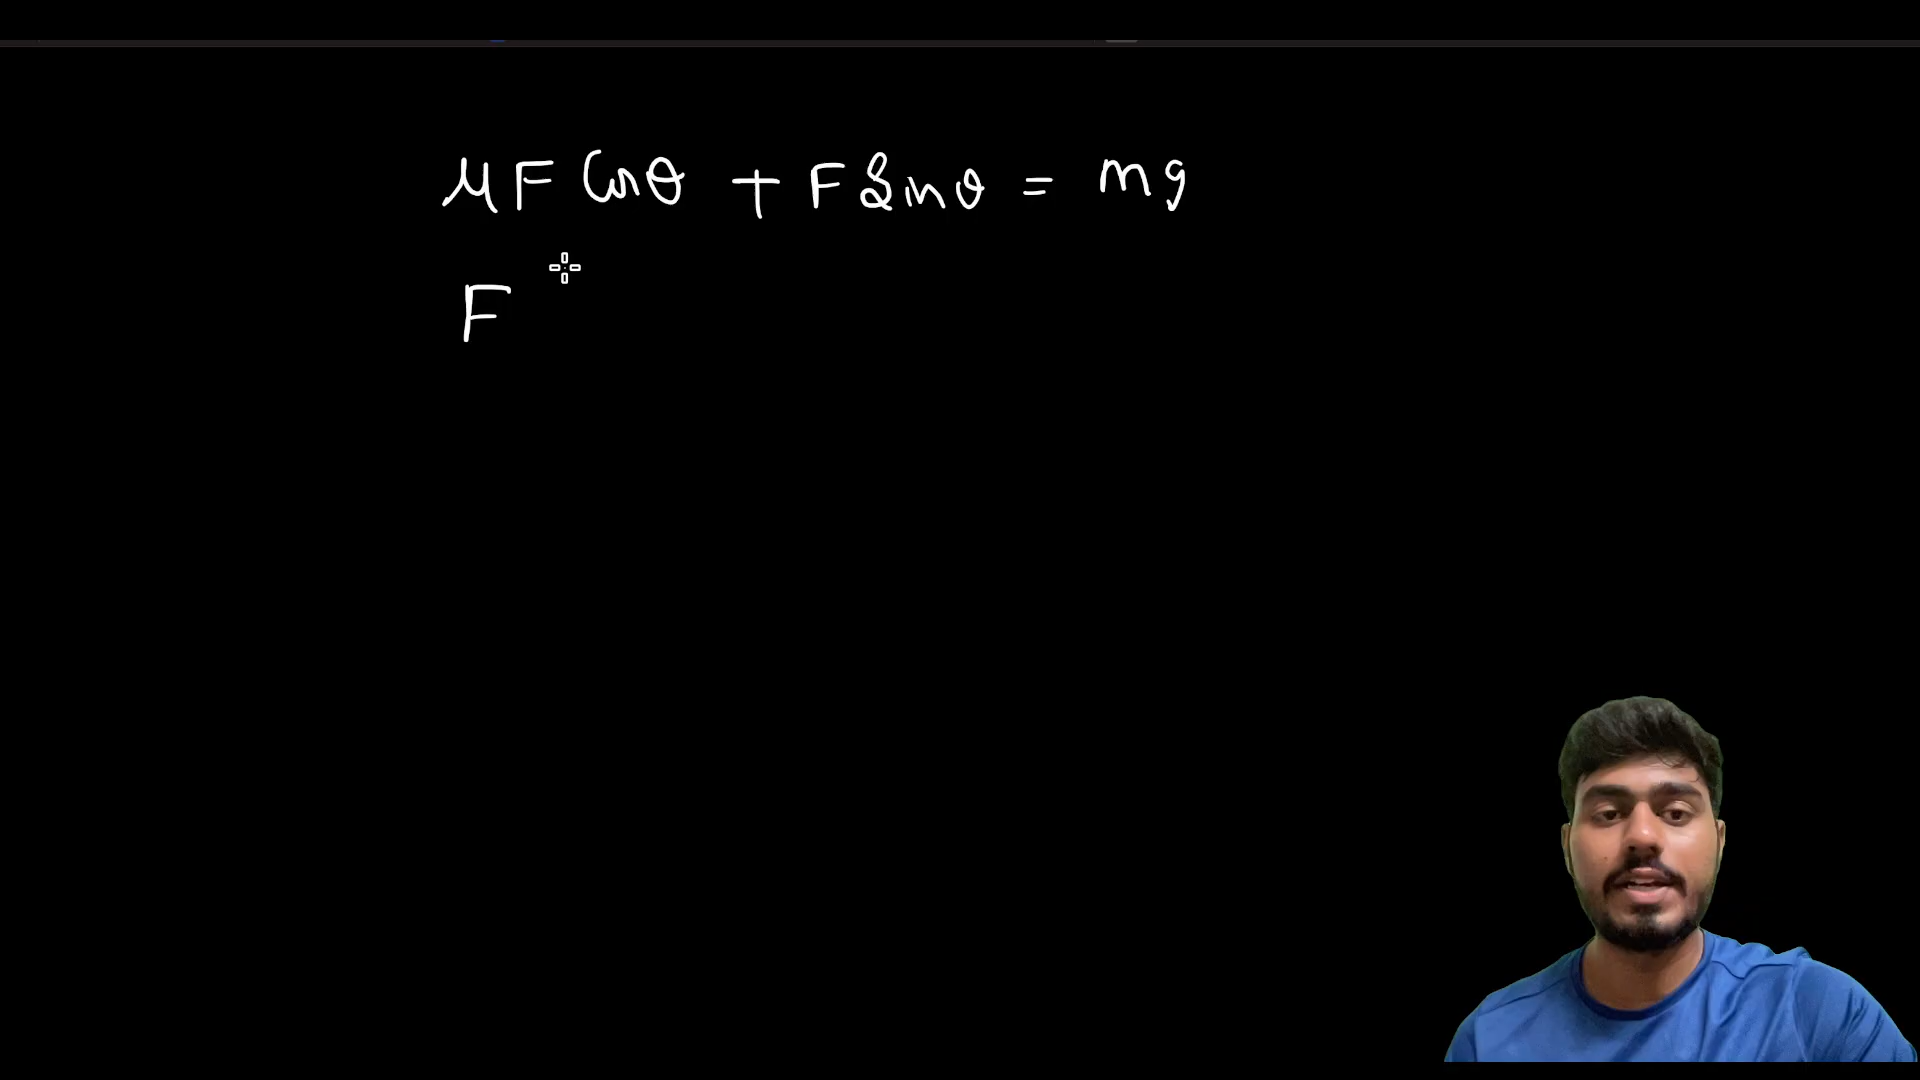 μF Cosθ + F Sinθ = mg
F